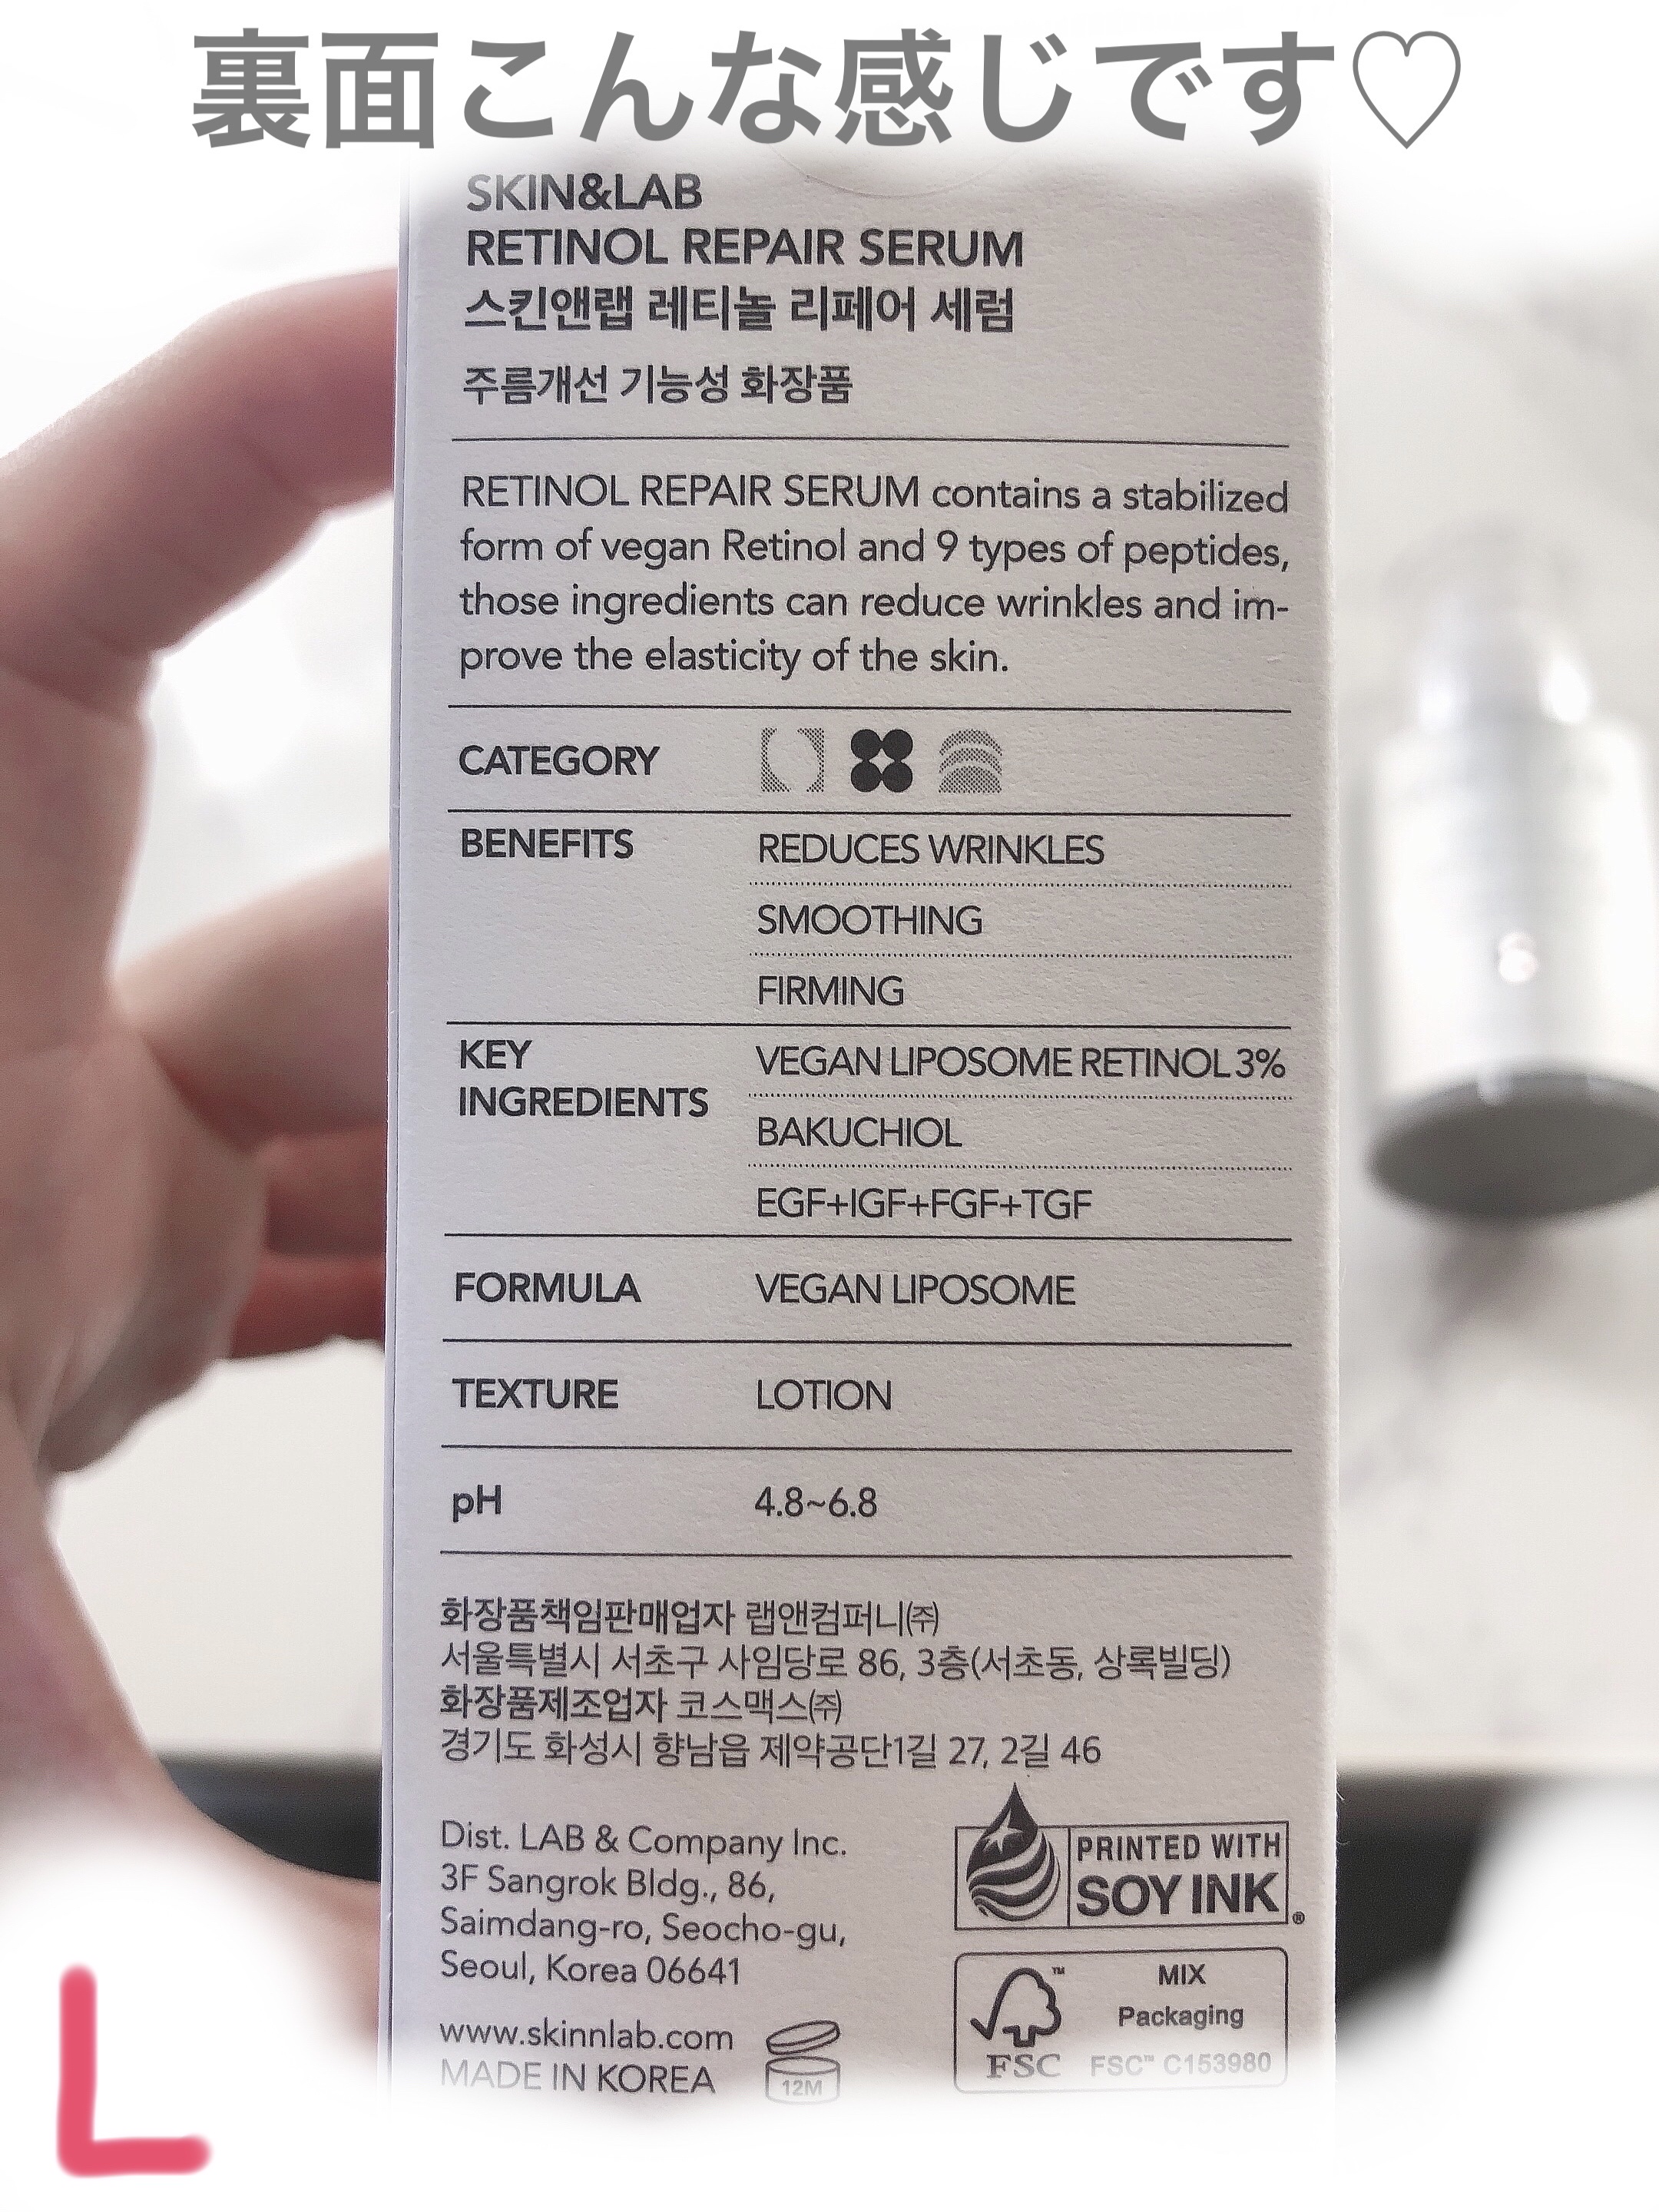 裏面こんな感じです♡
SKIN&LAB
RETINOL REPAIR SERUM
스킨앤랩 레티놀 리페어 세럼
주름개선 기능성 화장품
RETINOL REPAIR SERUM contains a stabilized
form of vegan Retinol and 9 types of peptides,
those ingredients can reduce wrinkles and im-
prove the elasticity of the skin.
CATEGORY
BENEFITS REDUCES WRINKLES
SMOOTHING
FIRMING
KEY INGREDIENTS VEGAN LIPOSOME RETINOL 3%
BAKUCHIOL
EGF+IGF+FGF+TGF
FORMULA VEGAN LIPOSOME
TEXTURE LOTION
pH 4.8~6.8
화장품책임판매업자 랩앤컴퍼니㈜
서울특별시 서초구 사임당로 86, 3층(서초동, 상록빌딩)
화장품제조업자 코스맥스㈜
경기도 화성시 향남읍 제약공단1길 27, 2길 46
Dist. LAB & Company Inc.
3F Sangrok Bldg., 86,
Saimdang-ro, Seocho-gu,
Seoul, Korea 06641
www.skinnlab.com
MADE IN KOREA
12M
PRINTED WITH
SOY INK®
™
FSC
MIX
Packaging
FSC™ C153980
L